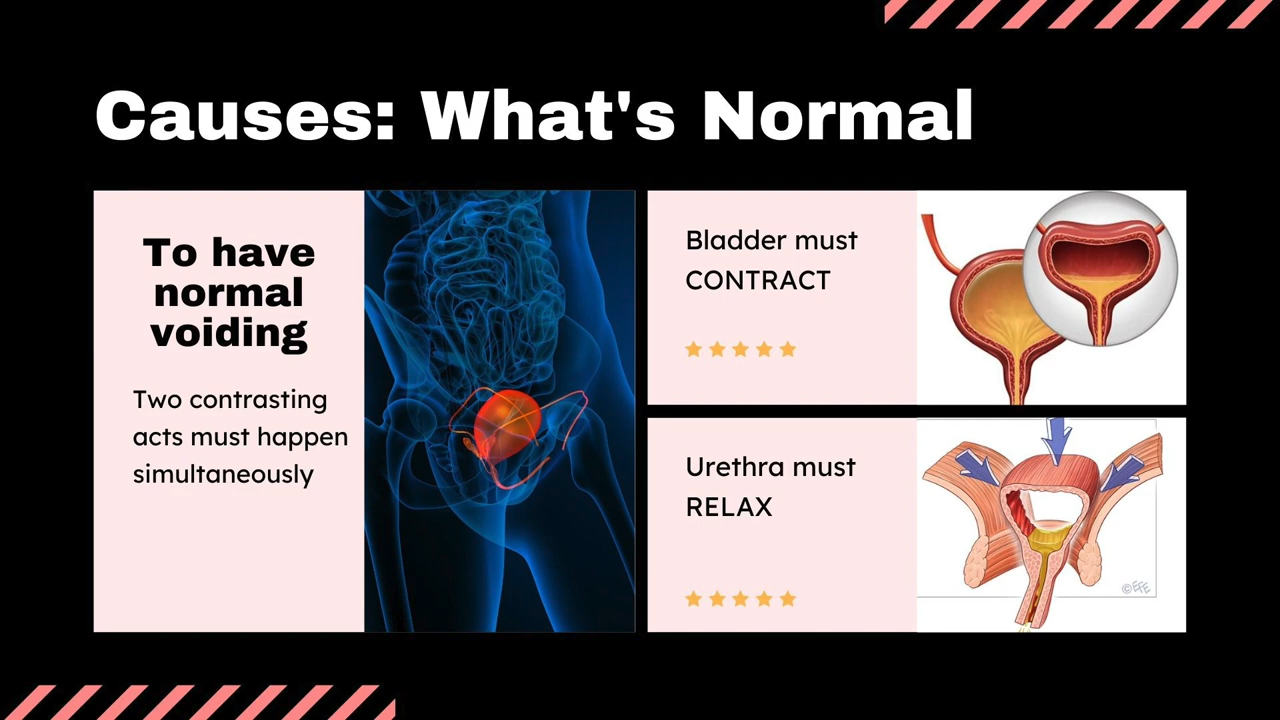 Causes: What's Normal
To have
normal
voiding
Two contrasting
acts must happen
simultaneously
Bladder must
CONTRACT
Urethra must
RELAX
©EFE